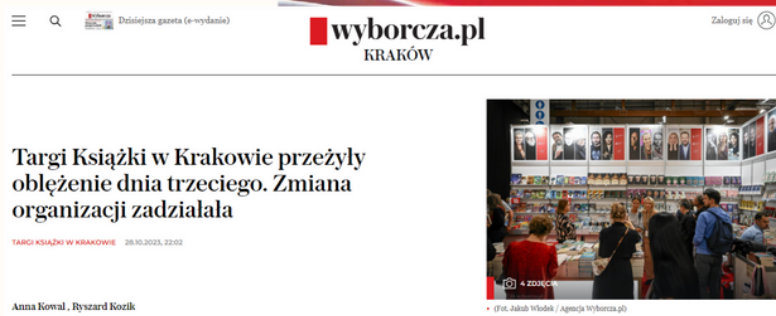 Dzisiejsza gazeta (e-wydanie)
wyborcza.pl
KRAKÓW
Zaloguj się
Targi Książki w Krakowie przeżyły
oblężenie dnia trzeciego. Zmiana
organizacji zadziałała
TARGI KSIĄŻKI W KRAKOWIE 28.10.2023, 22:02
Anna Kowal , Ryszard Kozik
4 ZDJĘCIA
(Fot. Jakub Włodek / Agencja Wyborcza.pl)